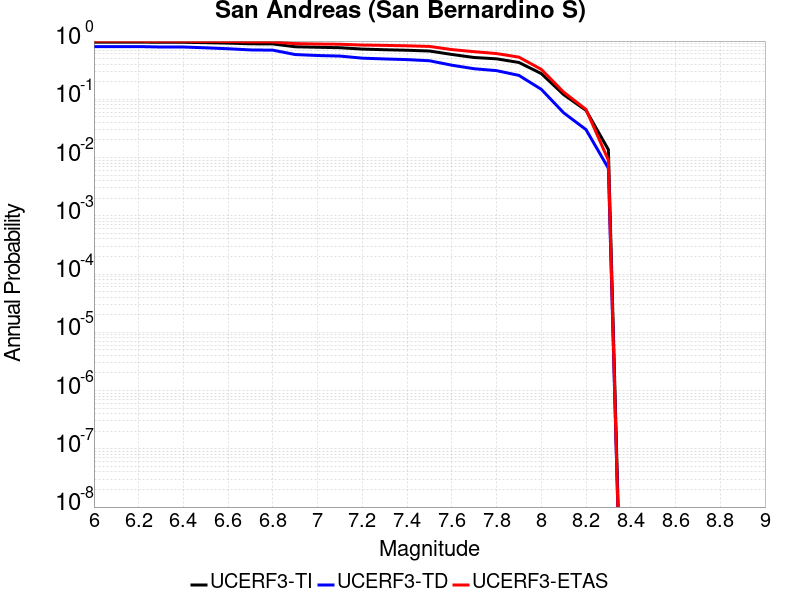 San Andreas (San Bernardino S)
Annual Probability
10^0
10^-1
10^-2
10^-3
10^-4
10^-5
10^-6
10^-7
10^-8
6 6.2 6.4 6.6 6.8 7 7.2 7.4 7.6 7.8 8 8.2 8.4 8.6 8.8 9
Magnitude
UCERF3-TI UCERF3-TD UCERF3-ETAS